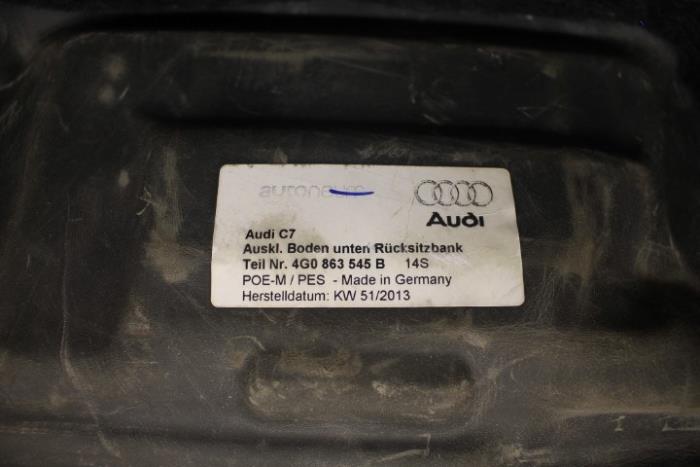 autoneum
Audi
Audi C7
Auskl. Boden unten Rücksitzbank
Teil Nr. 4G0 863 545 B 14S
POE-M / PES - Made in Germany
Herstelldatum: KW 51/2013